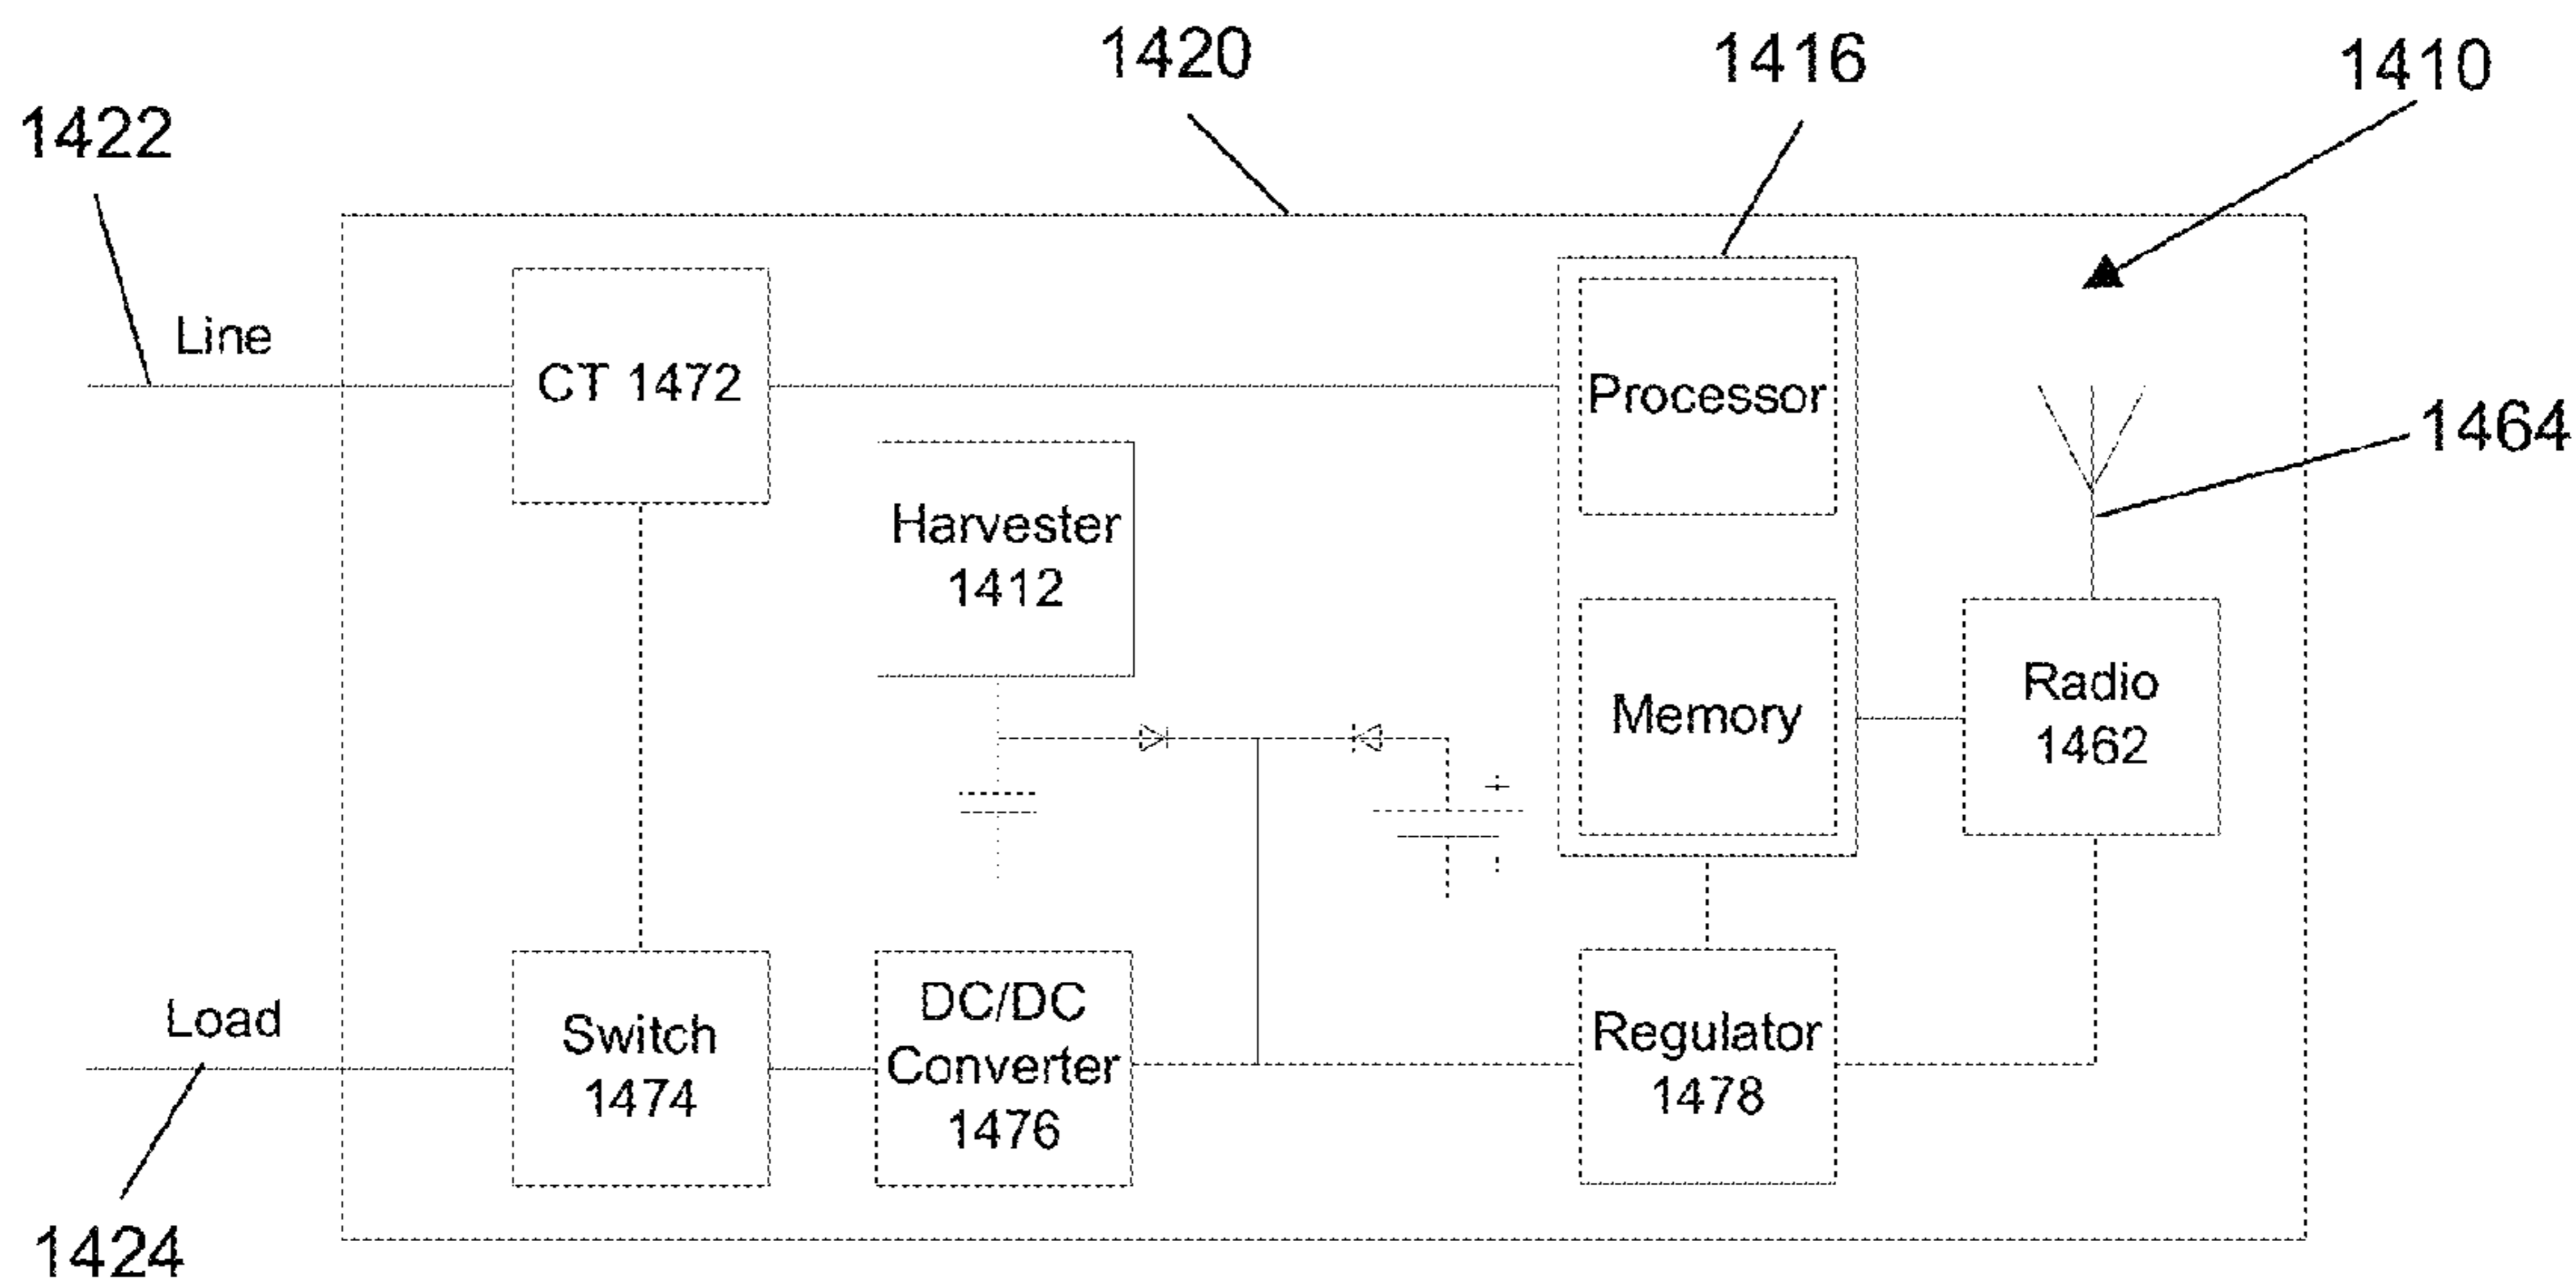 1420
1416
1410
1422
Line
CT 1472
Processor
1464
Harvester
1412
Memory
Radio
1462
+
-
Load
Switch
1474
DC/DC
Converter
1476
Regulator
1478
1424